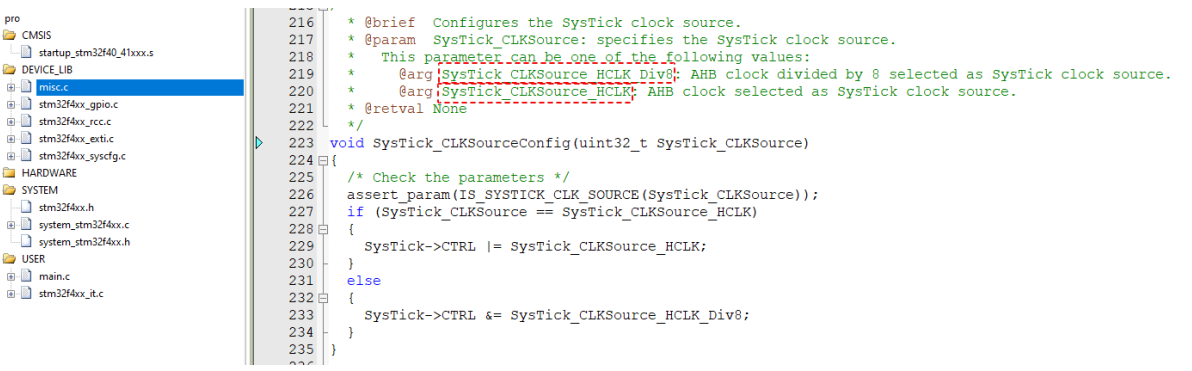 pro
CMSIS
startup_stm32f40_41xxx.s
DEVICE_LIB
misc.c
stm32f4xx_gpio.c
stm32f4xx_rcc.c
stm32f4xx_exti.c
stm32f4xx_syscfg.c
HARDWARE
SYSTEM
stm32f4xx.h
system_stm32f4xx.c
system_stm32f4xx.h
USER
main.c
stm32f4xx_it.c
216 * @brief Configures the SysTick clock source.
217 * @param SysTick_CLKSource: specifies the SysTick clock source.
218 * This parameter can be one of the following values:
219 * @arg SysTick_CLKSource_HCLK_Div8: AHB clock divided by 8 selected as SysTick clock source.
220 * @arg SysTick_CLKSource_HCLK: AHB clock selected as SysTick clock source.
221 * @retval None
222 */
223 void SysTick_CLKSourceConfig(uint32_t SysTick_CLKSource)
224 {
225 /* Check the parameters */
226 assert_param(IS_SYSTICK_CLK_SOURCE(SysTick_CLKSource));
227 if (SysTick_CLKSource == SysTick_CLKSource_HCLK)
228 {
229 SysTick->CTRL |= SysTick_CLKSource_HCLK;
230 }
231 else
232 {
233 SysTick->CTRL &= SysTick_CLKSource_HCLK_Div8;
234 }
235 }